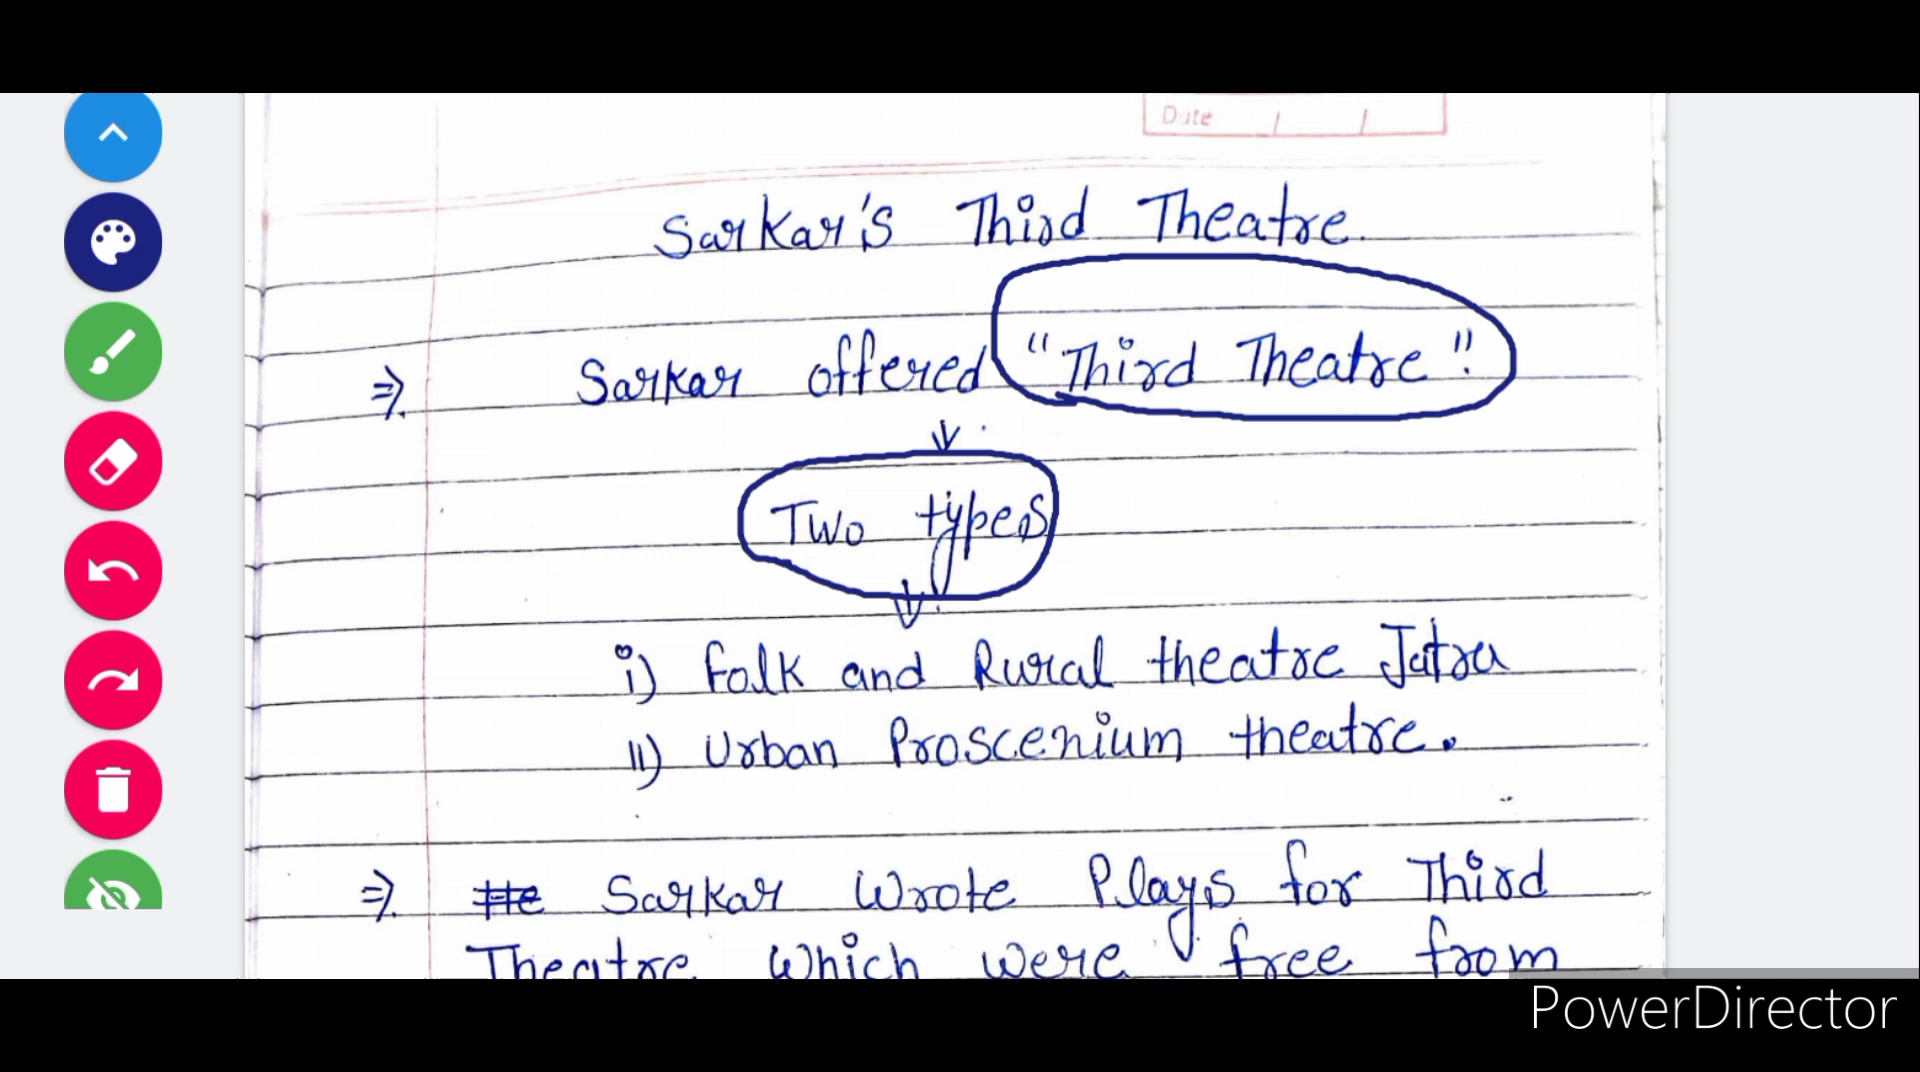 Date
Sarkar's Third Theatre.
⇒ Sarkar offered "Third Theatre".
↓
Two types
↓
i) Folk and Rural theatre Jatra
ii) Urban Proscenium theatre.
⇒ He Sarkar Wrote Plays for Third
Theatre which were free from
PowerDirector